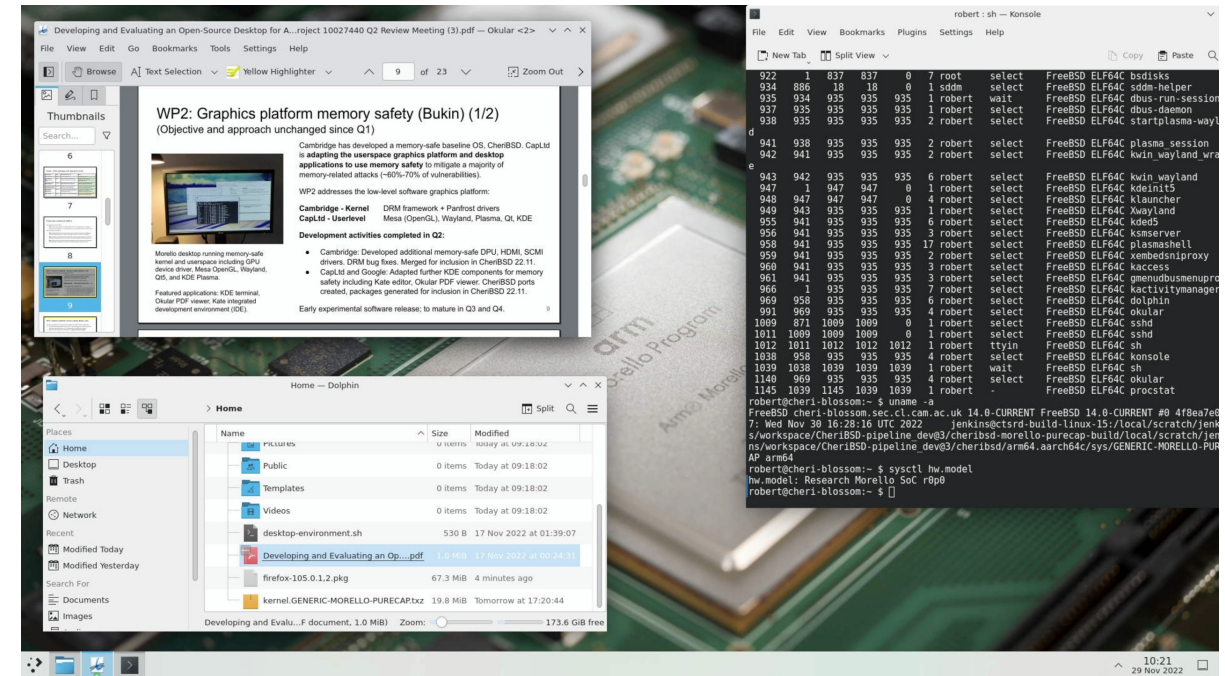 Developing and Evaluating an Open-Source Desktop for A...roject 10027440 Q2 Review Meeting (3).pdf — Okular <2>
File View Edit Go Bookmarks Tools Settings Help
Browse Text Selection Yellow Highlighter 9 of 23 Zoom Out
Thumbnails
Search...
6
7
8
9
WP2: Graphics platform memory safety (Bukin) (1/2)
(Objective and approach unchanged since Q1)
Cambridge has developed a memory-safe baseline OS, CheriBSD. CapLtd
is adapting the userspace graphics platform and desktop
applications to use memory safety to mitigate a majority of
memory-related attacks (~60%-70% of vulnerabilities).
WP2 addresses the low-level software graphics platform:
Cambridge - Kernel DRM framework + Panfrost drivers
CapLtd - Userlevel Mesa (OpenGL), Wayland, Plasma, Qt, KDE
Development activities completed in Q2:
● Cambridge: Developed additional memory-safe DPU, HDMI, SCMI
drivers. DRM bug fixes. Merged for inclusion in CheriBSD 22.11.
● CapLtd and Google: Adapted further KDE components for memory
safety including Kate editor, Okular PDF viewer. CheriBSD ports
created, packages generated for inclusion in CheriBSD 22.11.
Early experimental software release; to mature in Q3 and Q4.
Morello desktop running memory-safe
kernel and userspace including GPU
device driver, Mesa OpenGL, Wayland,
Qt5, and KDE Plasma.
Featured applications: KDE terminal,
Okular PDF viewer, Kate integrated
development environment (IDE).
arm
Morello Program
Home — Dolphin
> Home Split
Places
Home
Desktop
Trash
Remote
Network
Recent
Modified Today
Modified Yesterday
Search For
Documents
Images
Name Size Modified
Pictures 0 items Today at 09:18:02
Public 0 items Today at 09:18:02
Templates 0 items Today at 09:18:02
Videos 0 items Today at 09:18:02
desktop-environment.sh 530 B 17 Nov 2022 at 01:39:07
Developing and Evaluating an Op....pdf 1.0 MiB 17 Nov 2022 at 00:24:31
firefox-105.0.1,2.pkg 67.3 MiB 4 minutes ago
kernel.GENERIC-MORELLO-PURECAP.txz 19.8 MiB Tomorrow at 17:20:44
Developing and Evalu...F document, 1.0 MiB) Zoom: 173.6 GiB free
robert : sh — Konsole
File Edit View Bookmarks Plugins Settings Help
New Tab Split View Copy Paste
922 1 837 837 0 7 root select FreeBSD ELF64C bsdisks
934 886 18 18 0 1 sddm select FreeBSD ELF64C sddm-helper
935 934 935 935 935 1 robert wait FreeBSD ELF64C dbus-run-session
937 935 935 935 935 1 robert select FreeBSD ELF64C dbus-daemon
938 935 935 935 935 2 robert select FreeBSD ELF64C startplasma-wayl
d
941 938 935 935 935 2 robert select FreeBSD ELF64C plasma_session
942 941 935 935 935 2 robert select FreeBSD ELF64C kwin_wayland_wra
e
943 942 935 935 935 6 robert select FreeBSD ELF64C kwin_wayland
947 1 947 947 0 1 robert select FreeBSD ELF64C kdeinit5
948 947 947 947 0 4 robert select FreeBSD ELF64C klauncher
949 943 935 935 935 1 robert select FreeBSD ELF64C Xwayland
955 941 935 935 935 6 robert select FreeBSD ELF64C kded5
956 941 935 935 935 3 robert select FreeBSD ELF64C ksmserver
958 941 935 935 935 17 robert select FreeBSD ELF64C plasmashell
959 941 935 935 935 2 robert select FreeBSD ELF64C xembedsniproxy
960 941 935 935 935 3 robert select FreeBSD ELF64C kaccess
961 941 935 935 935 3 robert select FreeBSD ELF64C gmenudbusmenupro
966 1 935 935 935 7 robert select FreeBSD ELF64C kactivitymanager
969 958 935 935 935 6 robert select FreeBSD ELF64C dolphin
991 969 935 935 935 4 robert select FreeBSD ELF64C okular
1009 871 1009 1009 0 1 robert select FreeBSD ELF64C sshd
1011 1009 1009 1009 0 1 robert select FreeBSD ELF64C sshd
1012 1011 1012 1012 1012 1 robert ttyin FreeBSD ELF64C sh
1038 958 935 935 935 4 robert select FreeBSD ELF64C konsole
1039 1038 1039 1039 1039 1 robert wait FreeBSD ELF64C sh
1140 969 935 935 935 4 robert select FreeBSD ELF64C okular
1145 1039 1145 1039 1039 1 robert - FreeBSD ELF64C procstat
robert@cheri-blossom:~ $ uname -a
FreeBSD cheri-blossom.sec.cl.cam.ac.uk 14.0-CURRENT FreeBSD 14.0-CURRENT #0 4f8ea7e0
7: Wed Nov 30 16:28:16 UTC 2022 jenkins@ctsrd-build-linux-15:/local/scratch/jenk
s/workspace/CheriBSD-pipeline_dev@3/cheribsd-morello-purecap-build/local/scratch/jen
ns/workspace/CheriBSD-pipeline_dev@3/cheribsd/arm64.aarch64c/sys/GENERIC-MORELLO-PUR
AP arm64
robert@cheri-blossom:~ $ sysctl hw.model
hw.model: Research Morello SoC r0p0
robert@cheri-blossom:~ $
10:21
29 Nov 2022